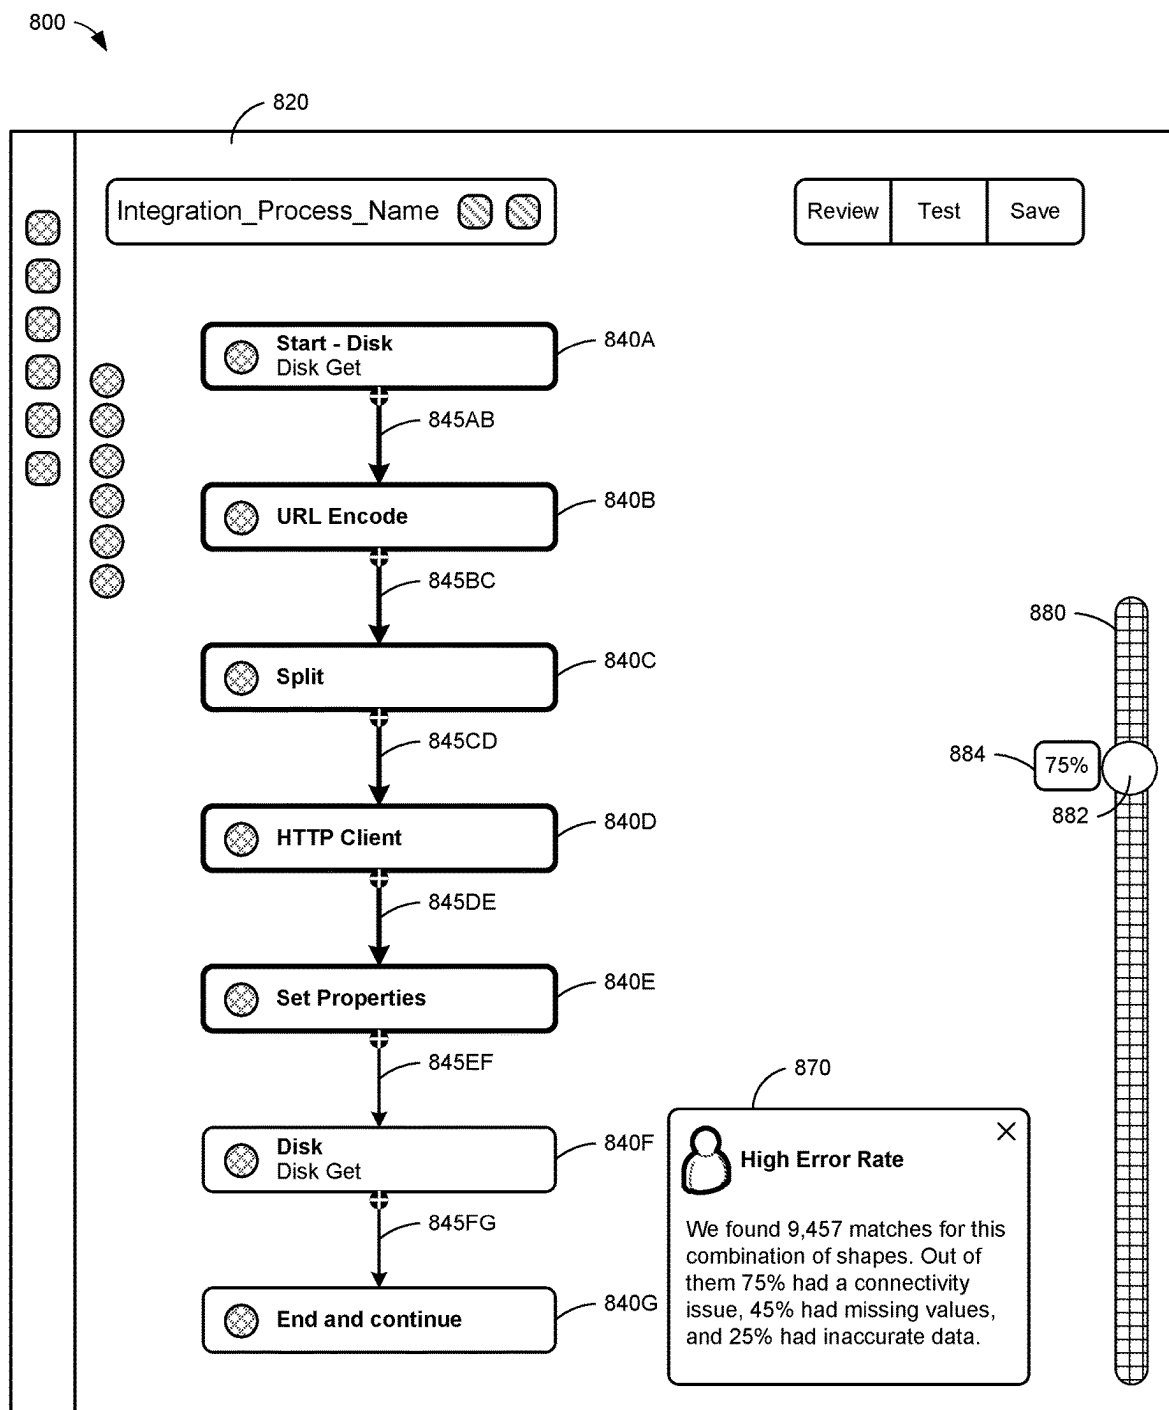 800
820
Integration_Process_Name
Review Test Save
Start - Disk
Disk Get
840A
845AB
URL Encode
840B
845BC
Split
840C
845CD
HTTP Client
840D
845DE
Set Properties
840E
845EF
Disk
Disk Get
840F
845FG
End and continue
840G
880
884
75%
882
870
High Error Rate
We found 9,457 matches for this
combination of shapes. Out of
them 75% had a connectivity
issue, 45% had missing values,
and 25% had inaccurate data.